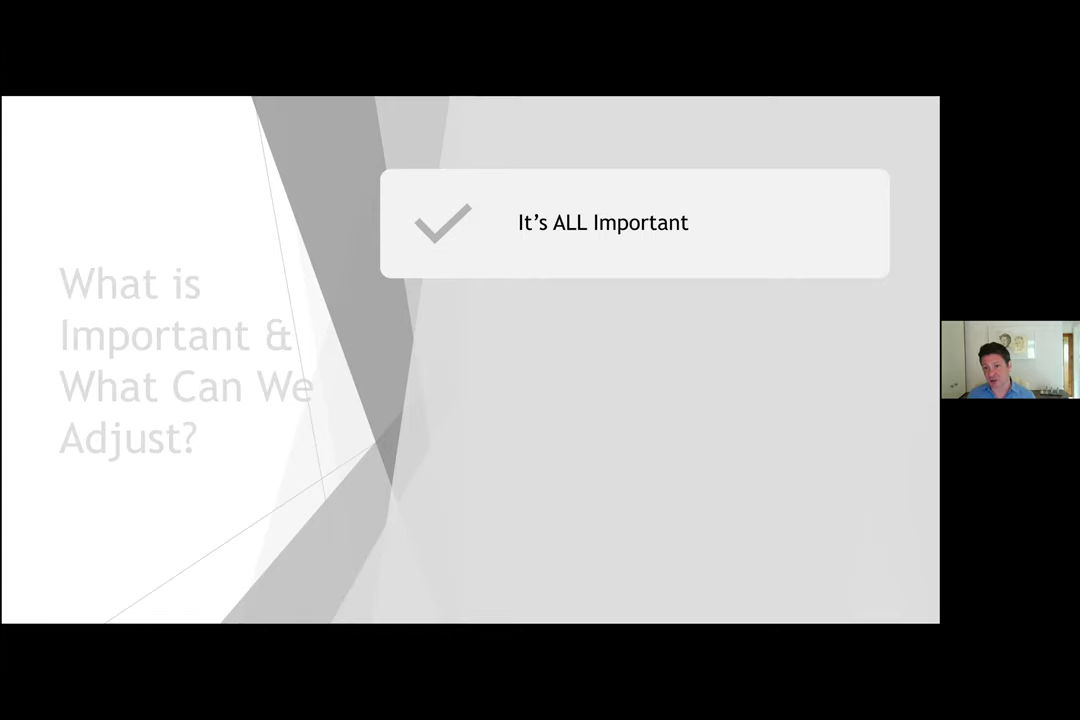 What is
Important &
What Can We
Adjust?
It’s ALL Important